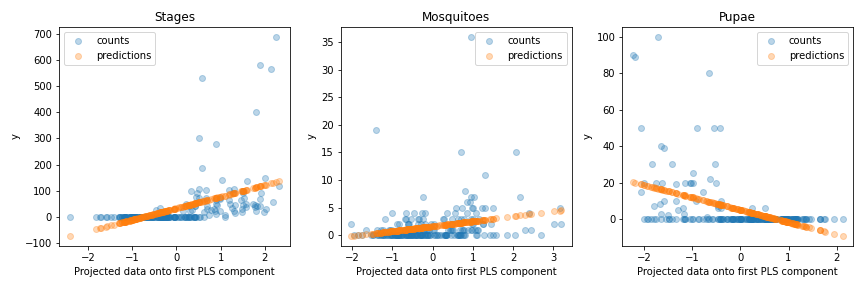 Stages
counts
predictions
700
600
500
400
300
200
100
0
−100
y
−2
−1
0
1
2
Projected data onto first PLS component
Mosquitoes
counts
predictions
35
30
25
20
15
10
5
0
y
−2
−1
0
1
2
3
Projected data onto first PLS component
Pupae
counts
predictions
100
80
60
40
20
0
y
−2
−1
0
1
2
Projected data onto first PLS component